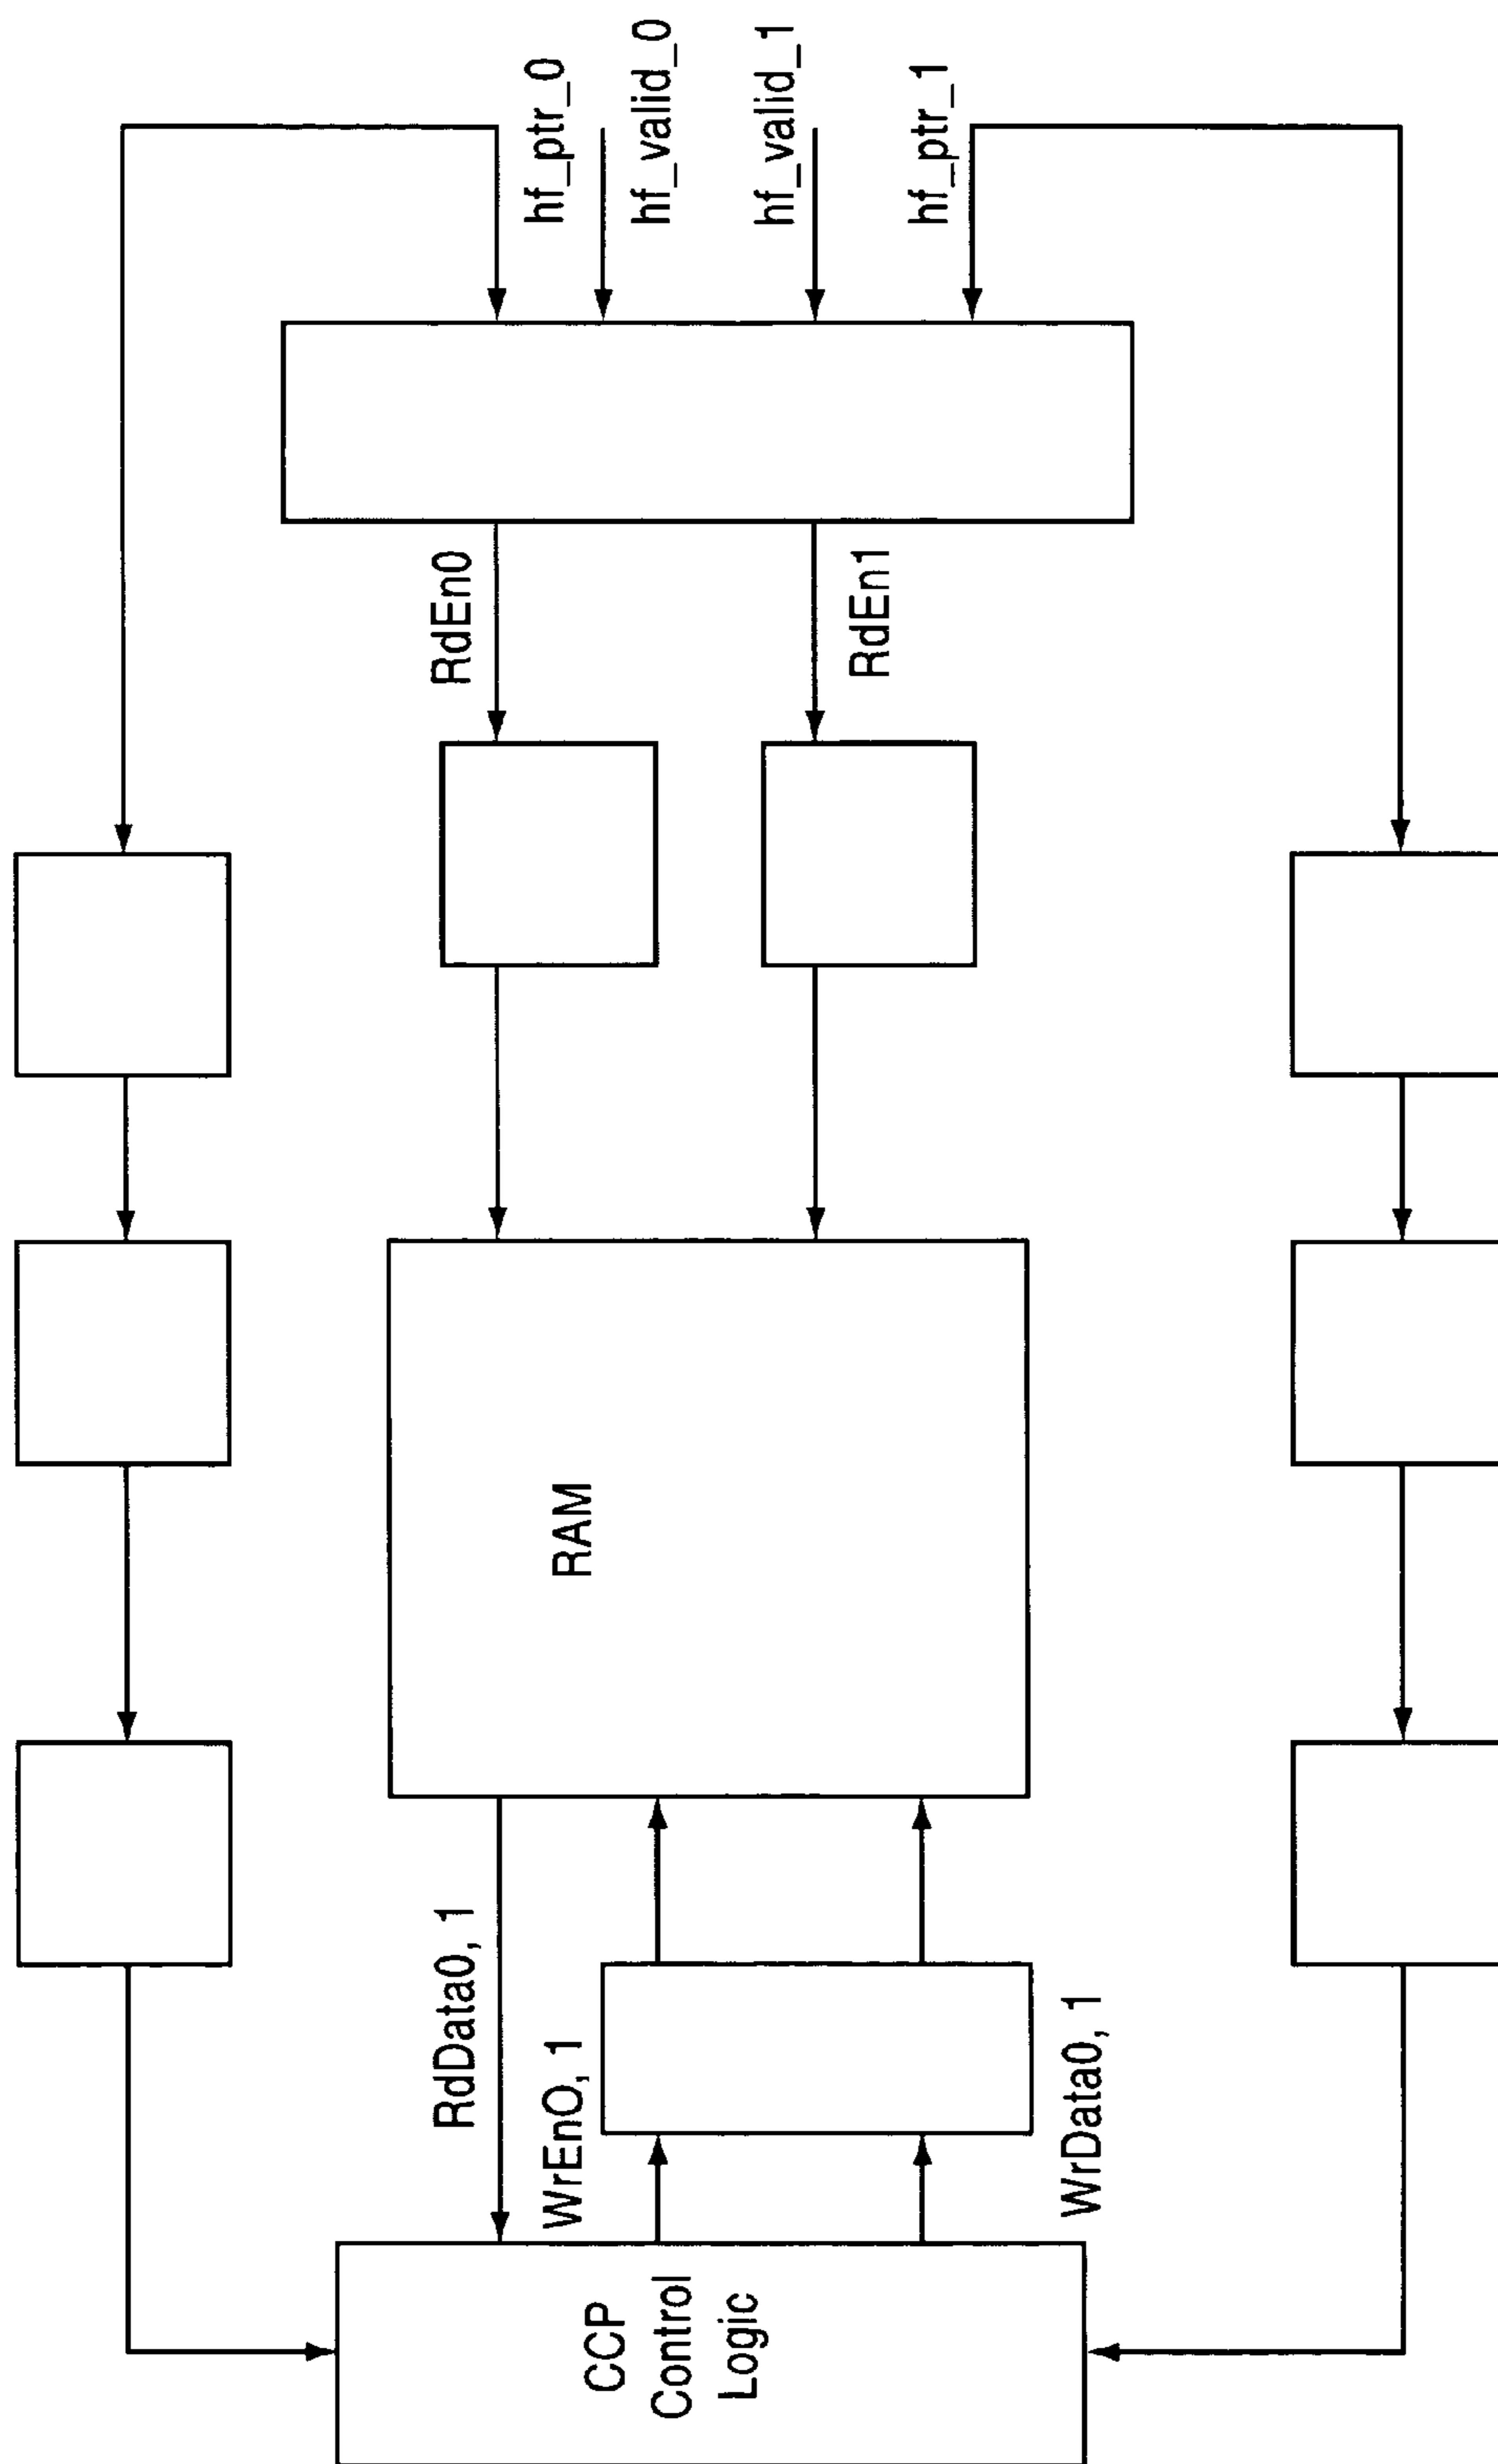 RdData0, 1
RdEn0
hf_ptr_0
WrEnO, 1
RAM
CCP
Control
Logic
hf_valid_0
hf_valid_1
RdEn1
hf_ptr_1
WrData0, 1